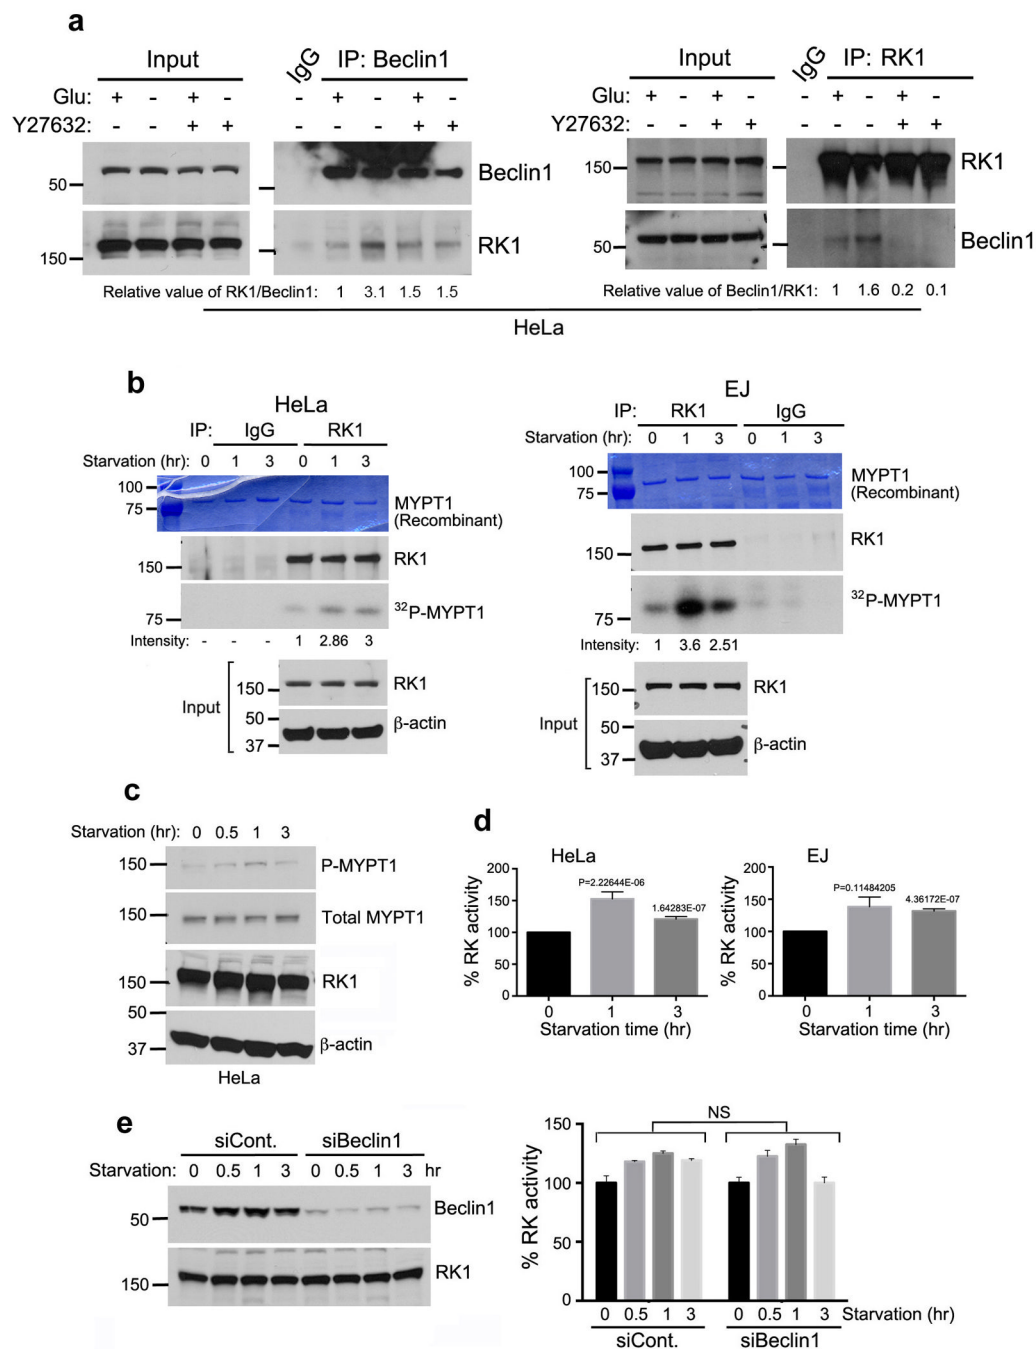 a
Input
IgG
IP: Beclin1
Glu: + - + - - + - + -
Y27632: - - + + - - - + +
50
Beclin1
150
RK1
Relative value of RK1/Beclin1: 1 3.1 1.5 1.5
Input
IgG
IP: RK1
Glu: + - + - - + - + -
Y27632: - - + + - - - + +
150
RK1
50
Beclin1
Relative value of Beclin1/RK1: 1 1.6 0.2 0.1
HeLa
b
HeLa
IP: IgG RK1
Starvation (hr): 0 1 3 0 1 3
100
75
MYPT1
(Recombinant)
150
RK1
75
32P-MYPT1
Intensity: - - - 1 2.86 3
Input
150
RK1
50
37
β-actin
EJ
IP: RK1 IgG
Starvation (hr): 0 1 3 0 1 3
100
75
MYPT1
(Recombinant)
150
RK1
75
32P-MYPT1
Intensity: 1 3.6 2.51
Input
150
RK1
50
37
β-actin
c
Starvation (hr): 0 0.5 1 3
150
P-MYPT1
150
Total MYPT1
150
RK1
50
37
β-actin
HeLa
d
HeLa
% RK activity
200
150
100
50
0
P=2.22644E-06
1.64283E-07
0 1 3
Starvation time (hr)
EJ
% RK activity
200
150
100
50
0
P=0.11484205
4.36172E-07
0 1 3
Starvation time (hr)
e
siCont. siBeclin1
Starvation: 0 0.5 1 3 0 0.5 1 3 hr
50
Beclin1
150
RK1
% RK activity
150
100
50
0
NS
0 0.5 1 3 0 0.5 1 3 Starvation (hr)
siCont. siBeclin1